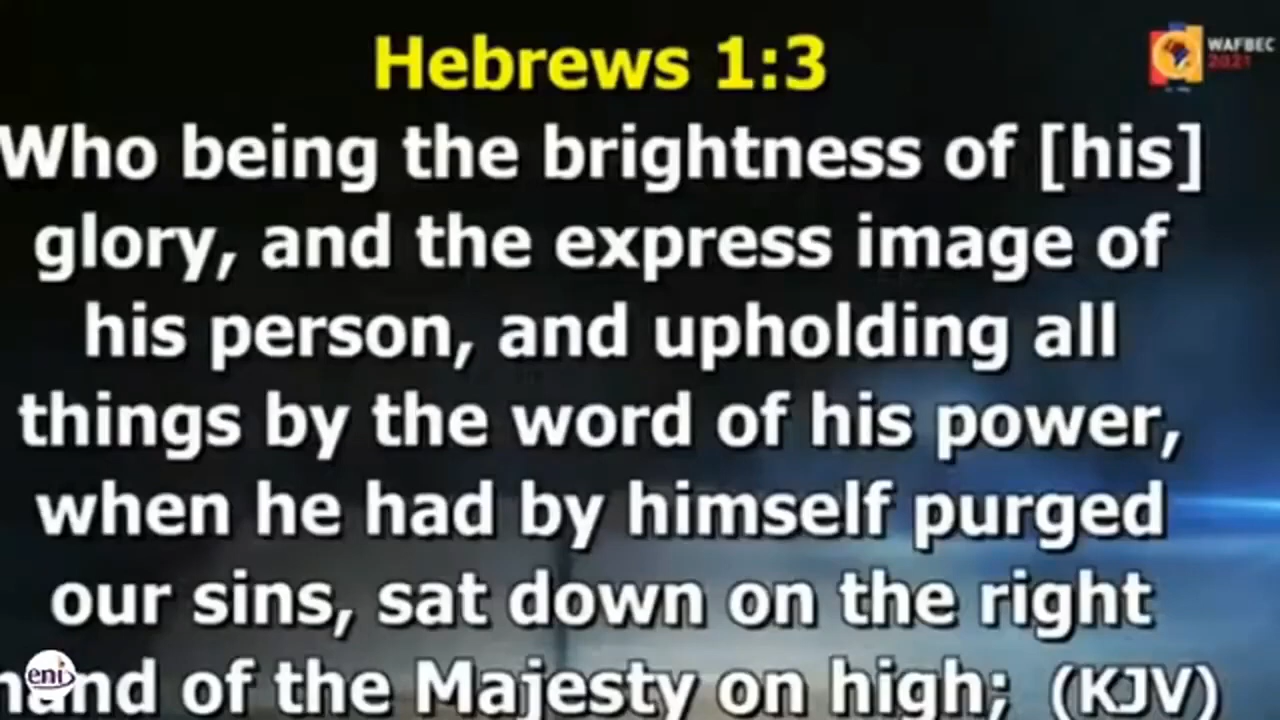 Hebrews 1:3
WAFBEC
2021
Who being the brightness of [his]
glory, and the express image of
his person, and upholding all
things by the word of his power,
when he had by himself purged
our sins, sat down on the right
hand of the Majesty on high; (KJV)
eni